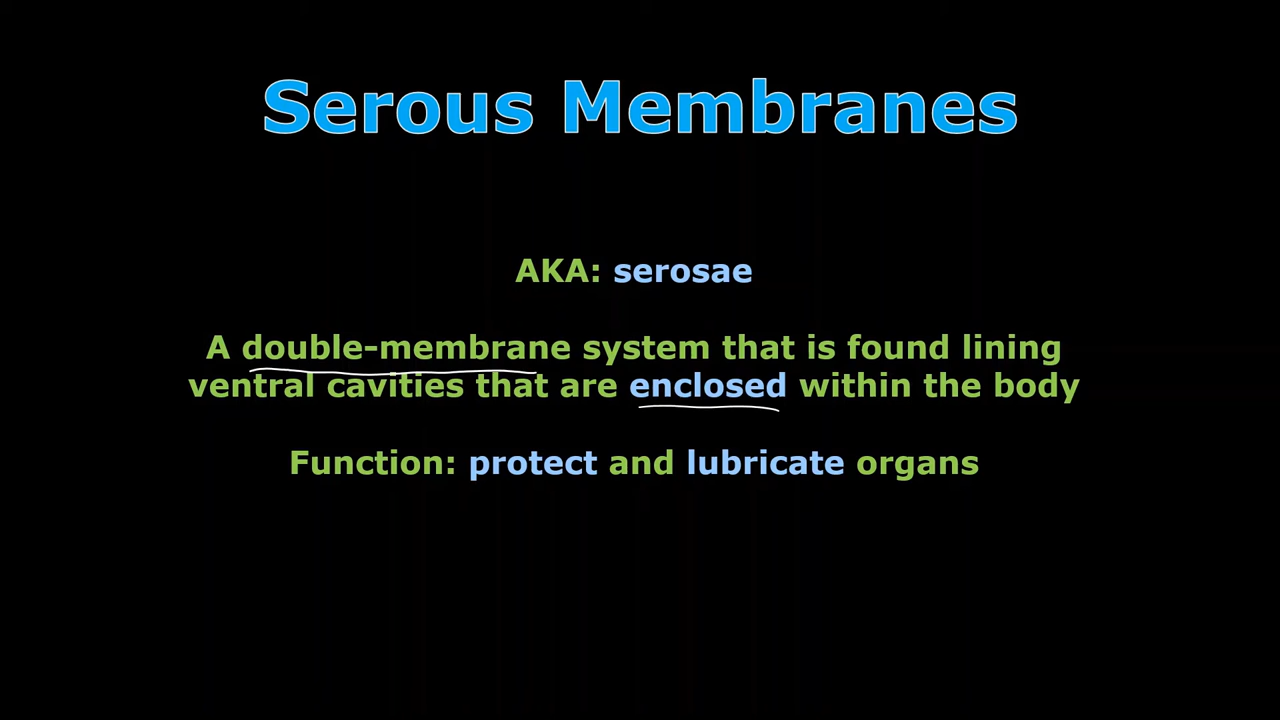 Serous Membranes
AKA: serosae
A double-membrane system that is found lining
ventral cavities that are enclosed within the body
Function: protect and lubricate organs